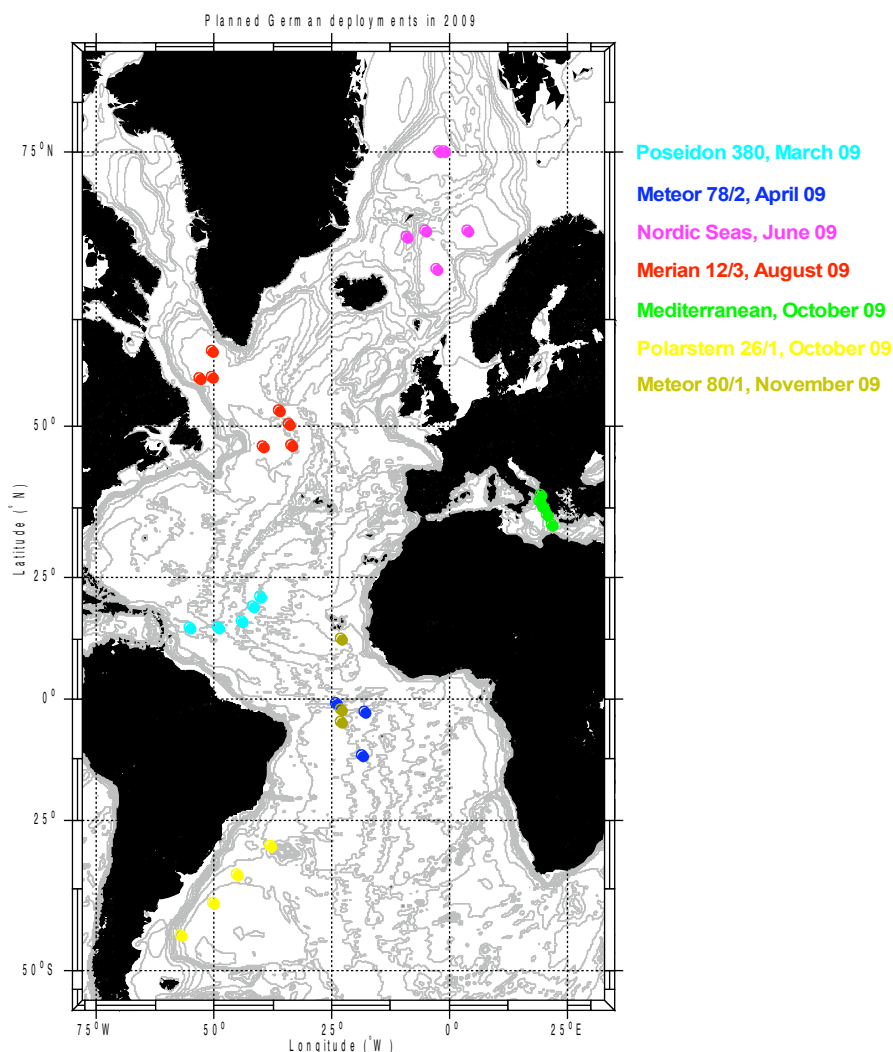 Planned German deployments in 2009
75°N
50°N
25°N
0°
25°S
50°S
Latitude (°N)
75°W
50°
25°
0°
25°E
Longitude (°W)
Poseidon 380, March 09
Meteor 78/2, April 09
Nordic Seas, June 09
Merian 12/3, August 09
Mediterranean, October 09
Polarstern 26/1, October 09
Meteor 80/1, November 09